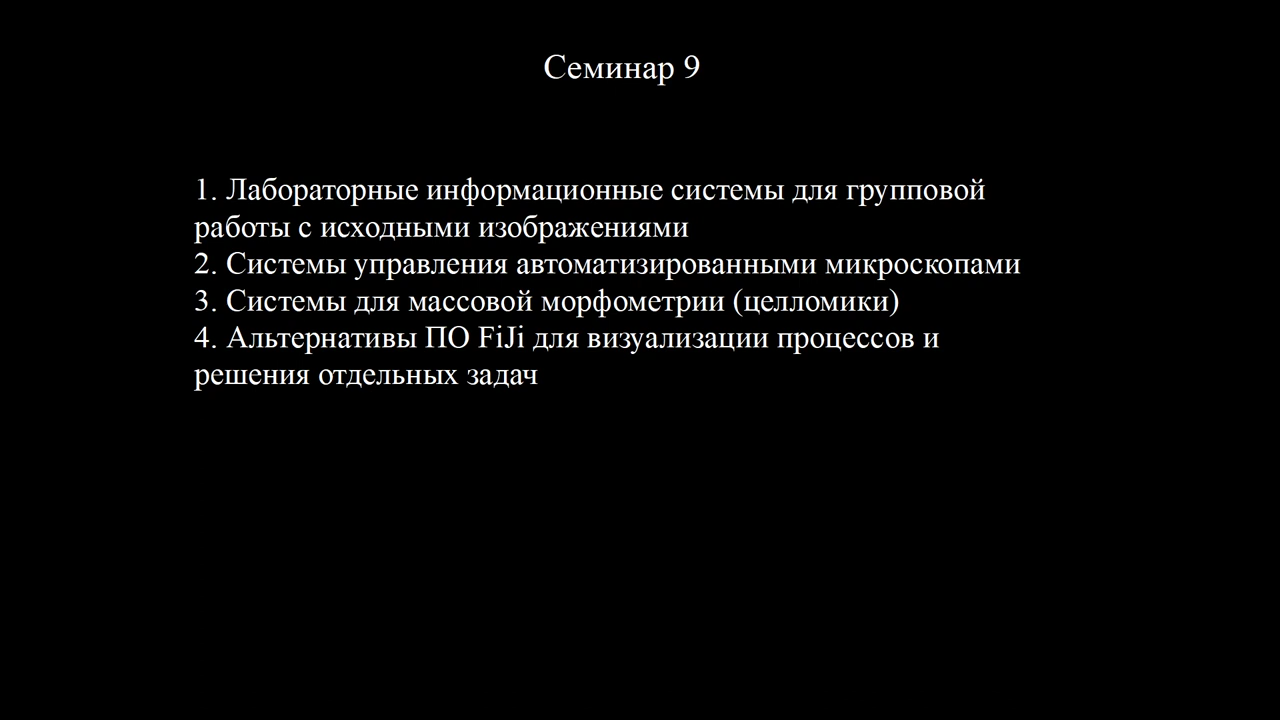 Семинар 9
1. Лабораторные информационные системы для групповой
работы с исходными изображениями
2. Системы управления автоматизированными микроскопами
3. Системы для массовой морфометрии (целломики)
4. Альтернативы ПО FiJi для визуализации процессов и
решения отдельных задач